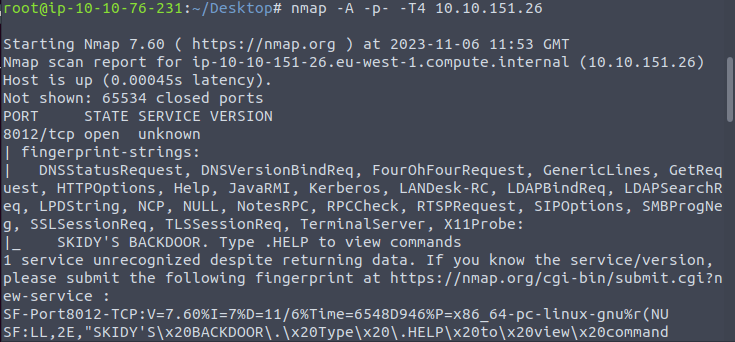 root@ip-10-10-76-231:~/Desktop# nmap -A -p- -T4 10.10.151.26
Starting Nmap 7.60 ( https://nmap.org ) at 2023-11-06 11:53 GMT
Nmap scan report for ip-10-10-151-26.eu-west-1.compute.internal (10.10.151.26)
Host is up (0.00045s latency).
Not shown: 65534 closed ports
PORT     STATE SERVICE VERSION
8012/tcp open  unknown
| fingerprint-strings:
|   DNSStatusRequest, DNSVersionBindReq, FourOhFourRequest, GenericLines, GetReq
uest, HTTPOptions, Help, JavaRMI, Kerberos, LANDesk-RC, LDAPBindReq, LDAPSearchR
eq, LPDString, NCP, NULL, NotesRPC, RPCCheck, RTSPRequest, SIPOptions, SMBProgNe
g, SSLSessionReq, TLSSessionReq, TerminalServer, X11Probe:
|_    SKIDY'S BACKDOOR. Type .HELP to view commands
1 service unrecognized despite returning data. If you know the service/version,
please submit the following fingerprint at https://nmap.org/cgi-bin/submit.cgi?n
ew-service :
SF-Port8012-TCP:V=7.60%I=7%D=11/6%Time=6548D946%P=x86_64-pc-linux-gnu%r(NU
SF:LL,2E,"SKIDY'S\x20BACKDOOR\.\x20Type\x20\.HELP\x20to\x20view\x20command